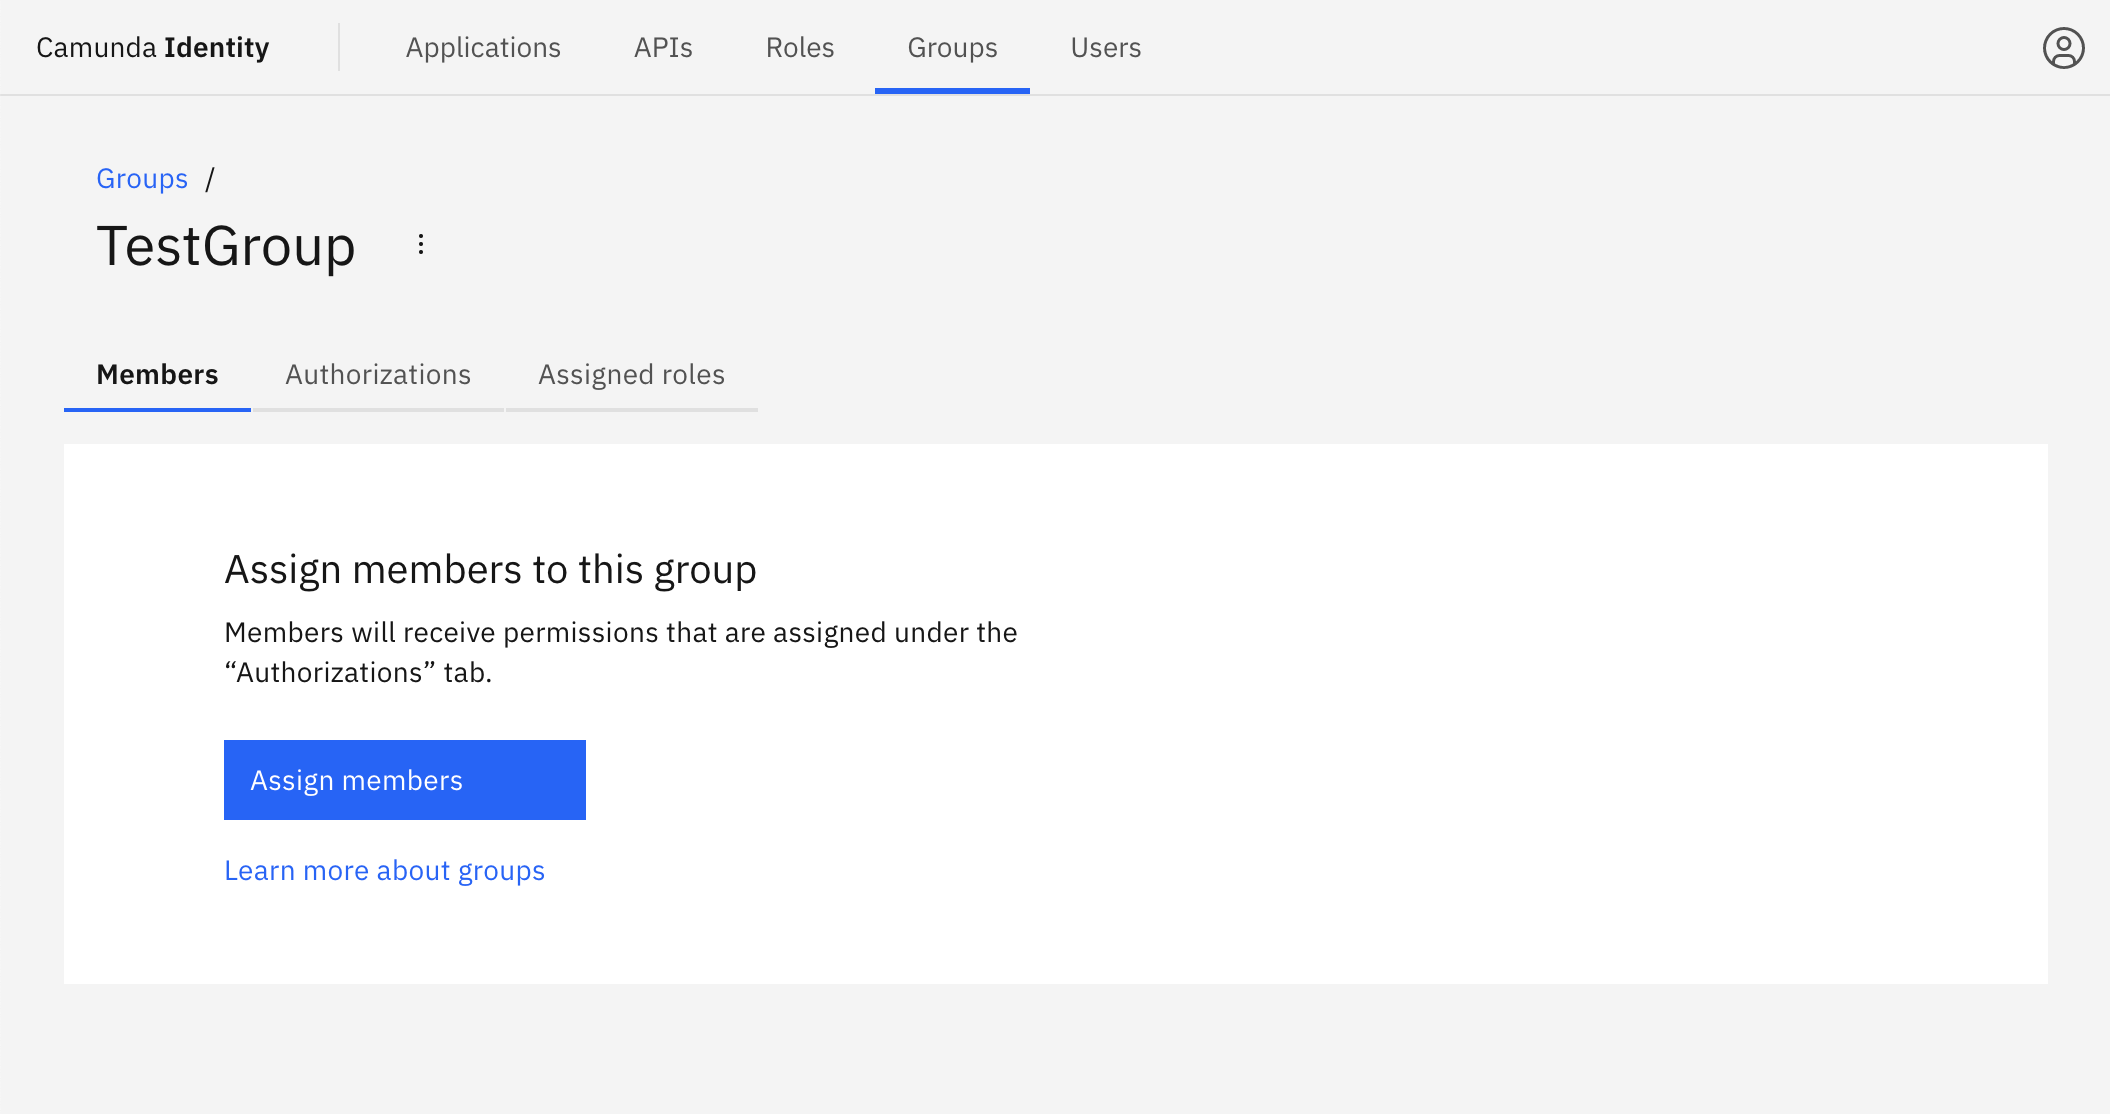 Camunda Identity
Applications
APIs
Roles
Groups
Users
Groups /
TestGroup
Members
Authorizations
Assigned roles
Assign members to this group
Members will receive permissions that are assigned under the
“Authorizations” tab.
Assign members
Learn more about groups